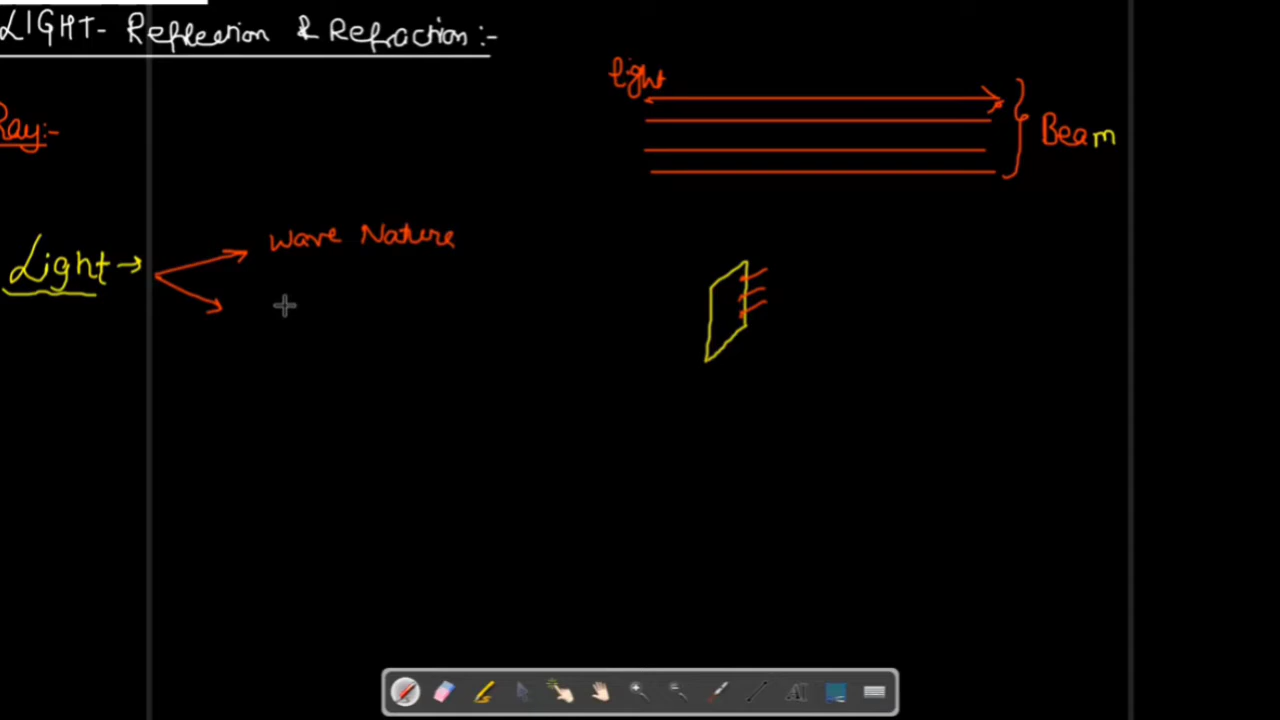 LIGHT- Reflection & Refraction :-
Ray:-
light
Beam
Light →
Wave Nature